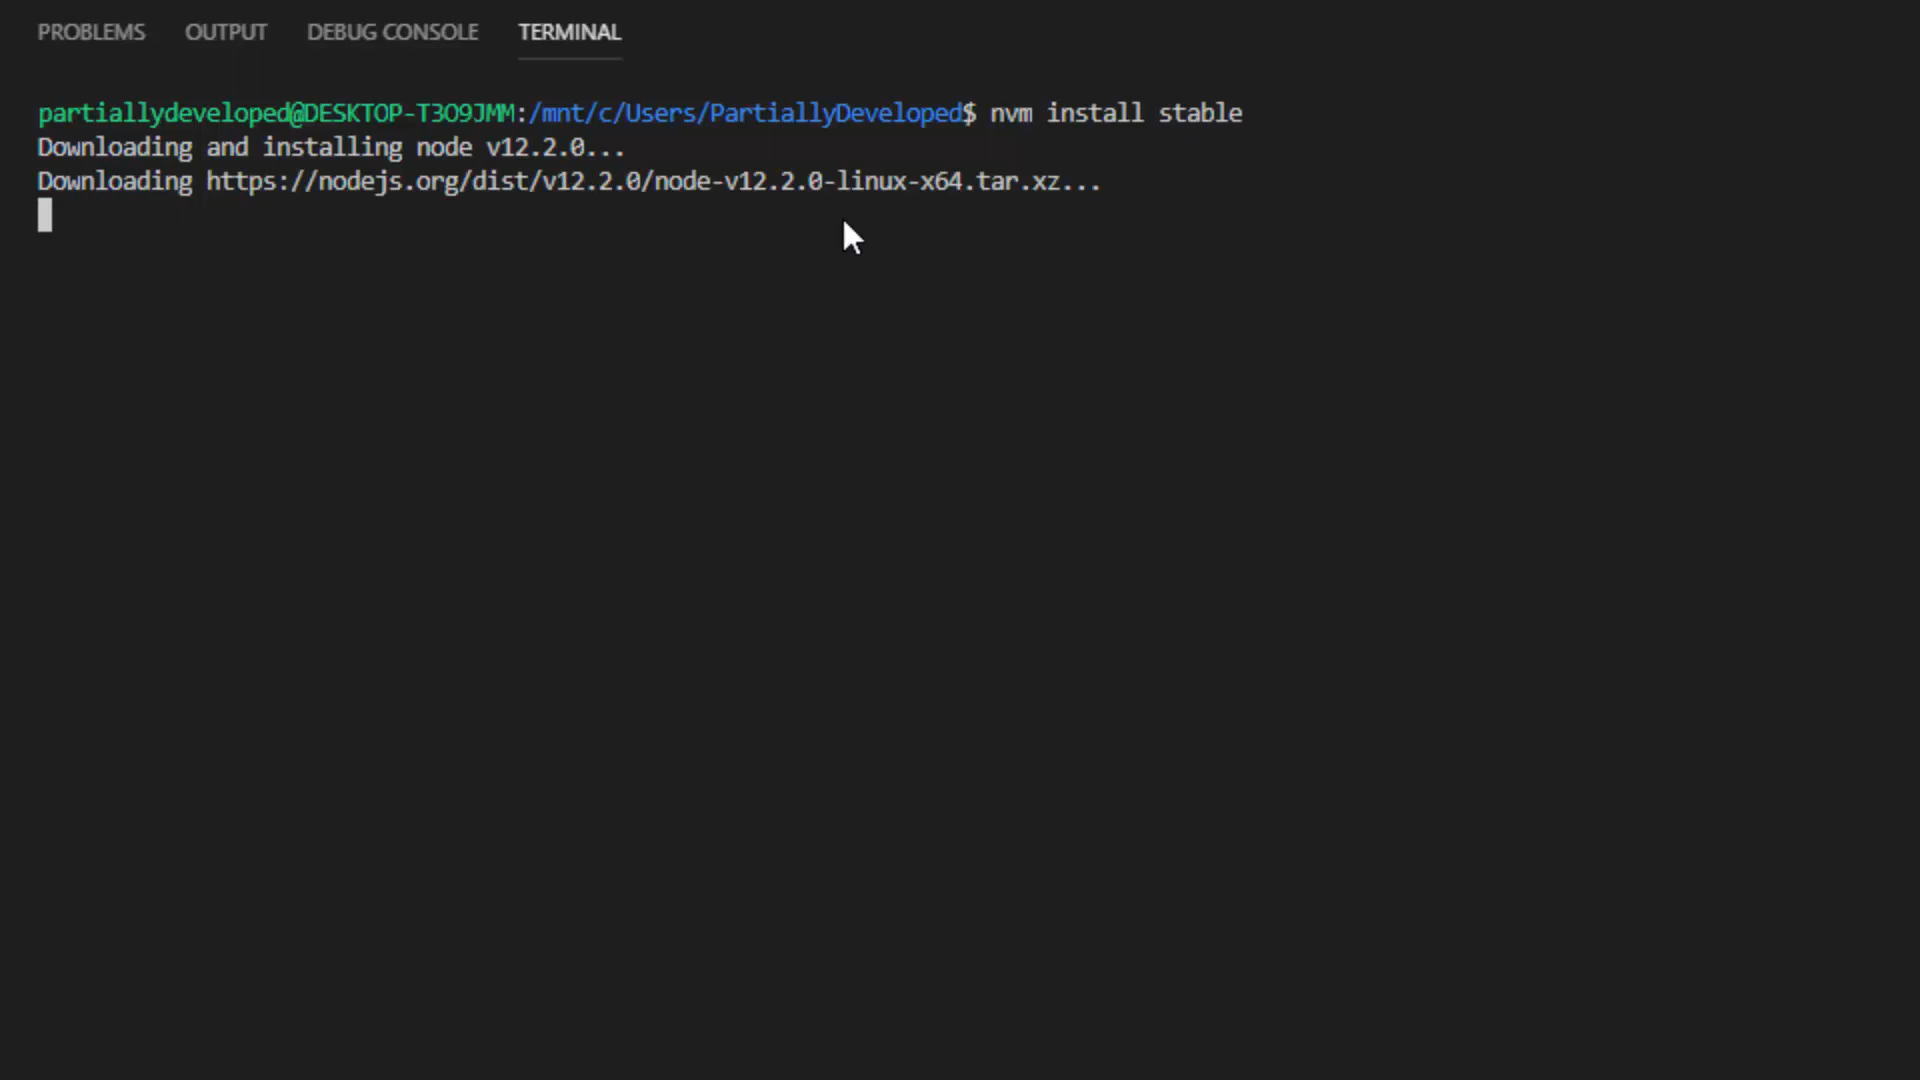 PROBLEMS OUTPUT DEBUG CONSOLE TERMINAL
partiallydeveloped@DESKTOP-T3O9JMM:/mnt/c/Users/PartiallyDeveloped$ nvm install stable
Downloading and installing node v12.2.0...
Downloading https://nodejs.org/dist/v12.2.0/node-v12.2.0-linux-x64.tar.xz...